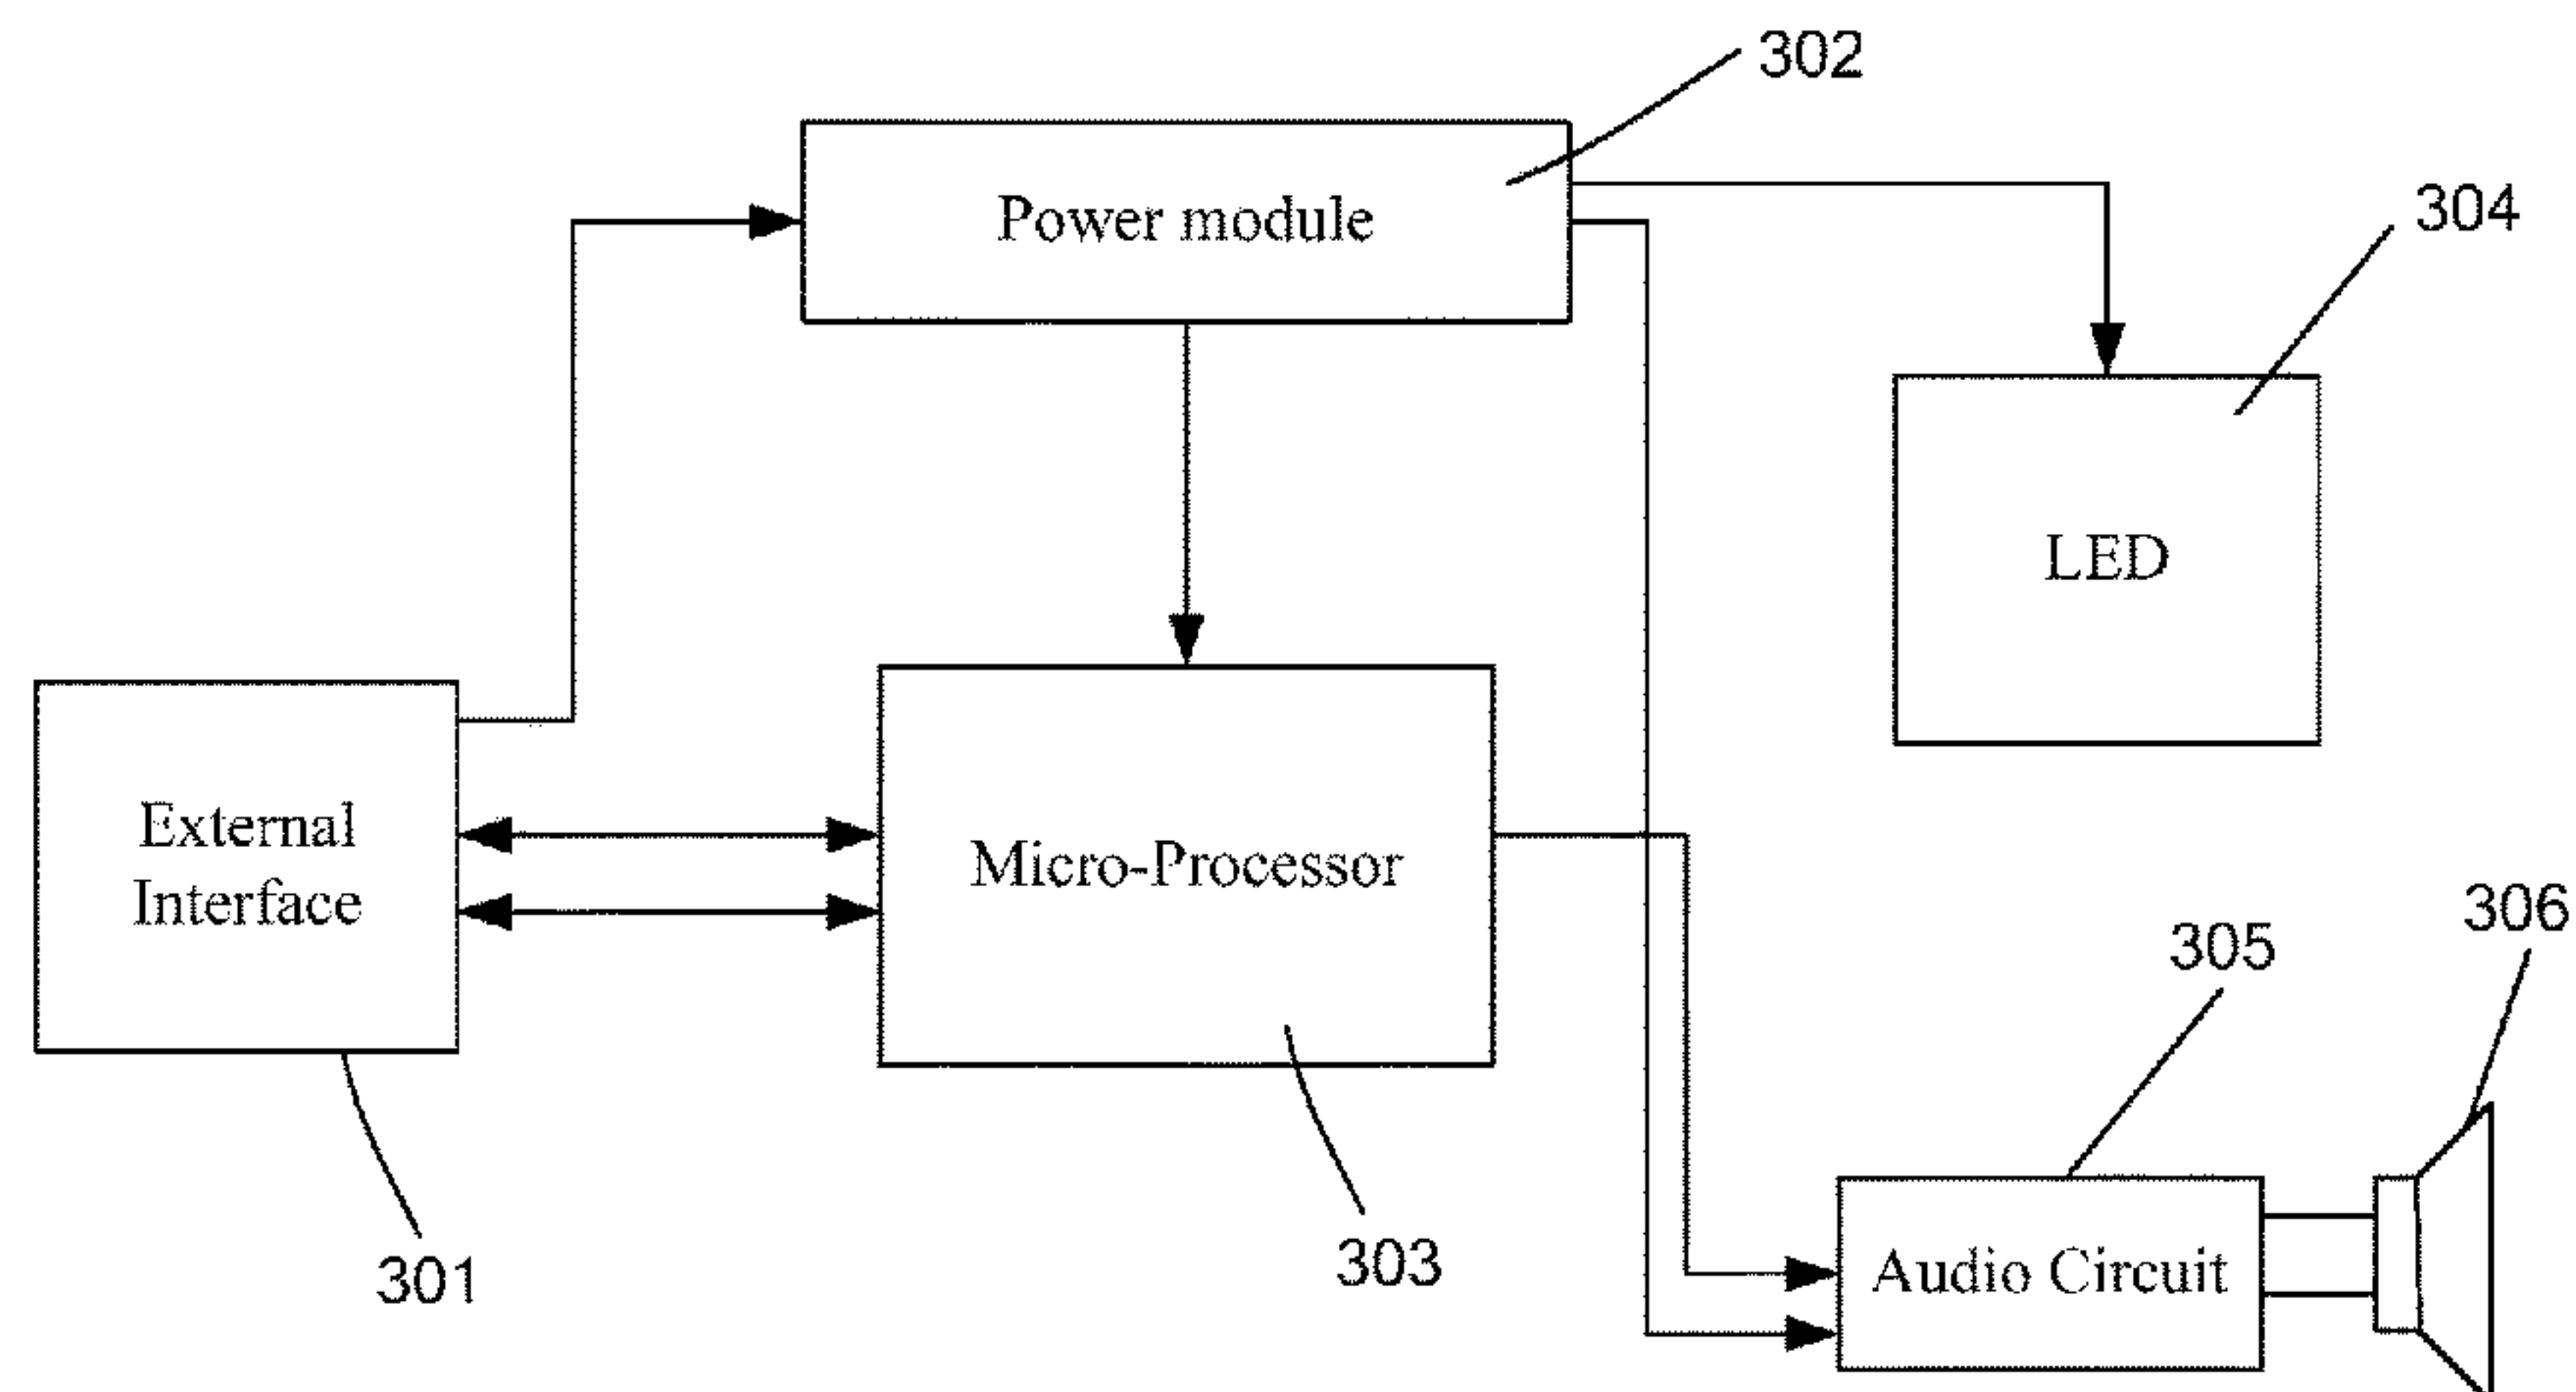 302
Power module
304
LED
External
Interface
Micro-Processor
306
305
303
301
Audio Circuit